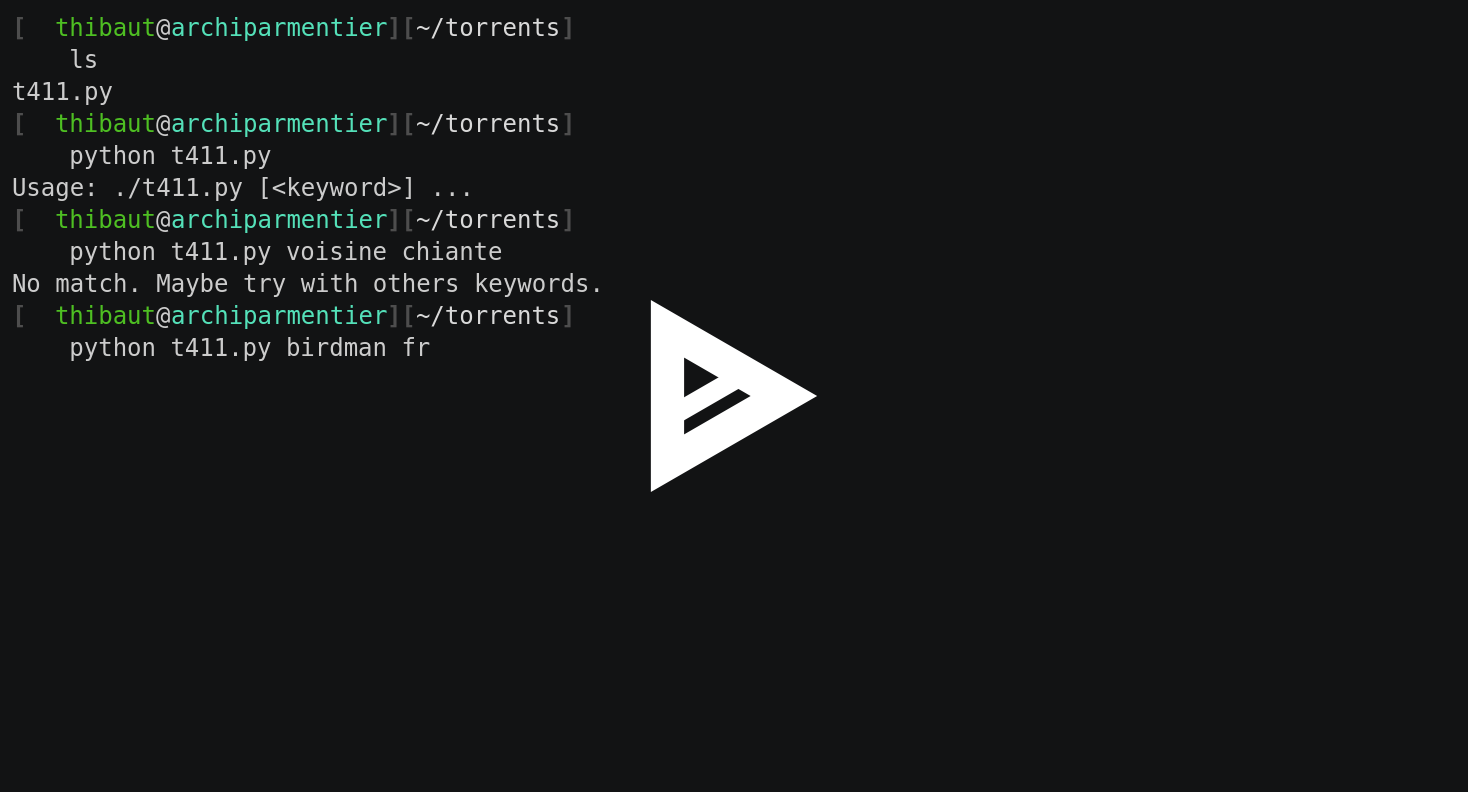 [  thibaut@archiparmentier][~/torrents]
    ls
t411.py
[  thibaut@archiparmentier][~/torrents]
    python t411.py
Usage: ./t411.py [<keyword>] ...
[  thibaut@archiparmentier][~/torrents]
    python t411.py voisine chiante
No match. Maybe try with others keywords.
[  thibaut@archiparmentier][~/torrents]
    python t411.py birdman fr